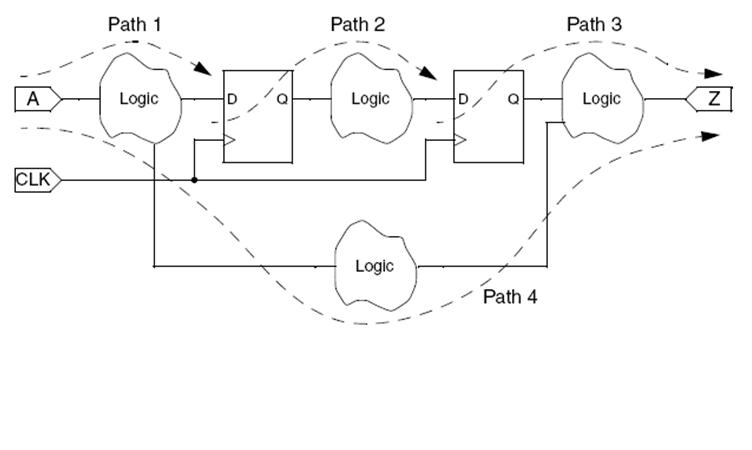 Path 1 Path 2 Path 3
A Logic D Q Logic D Q Logic Z
CLK
Logic
Path 4